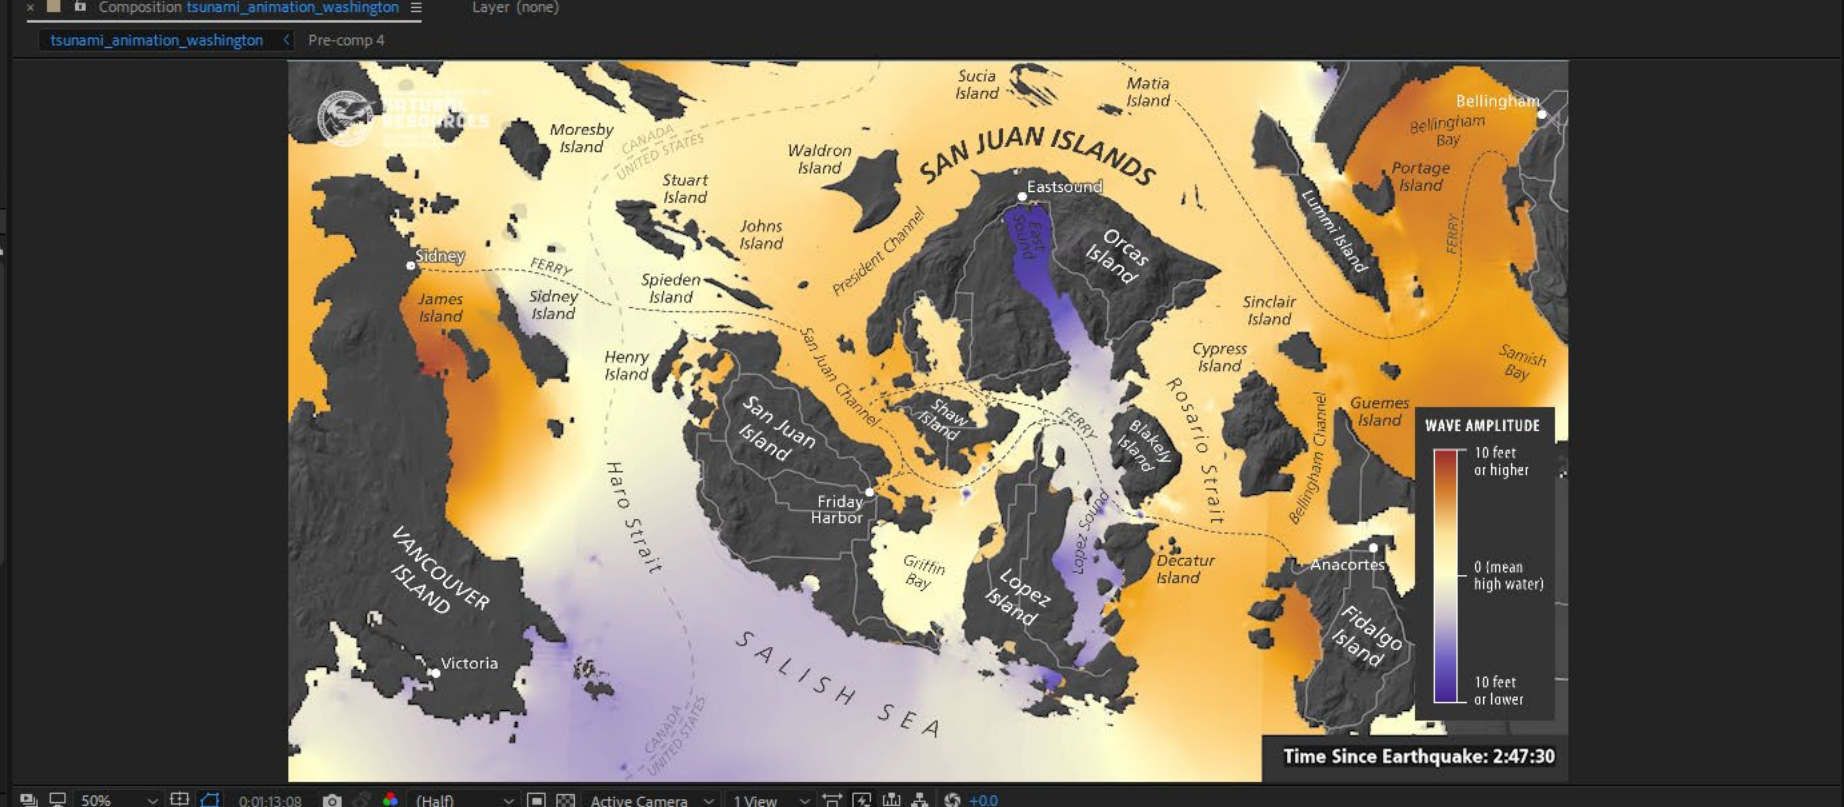 × Composition tsunami_animation_washington ≡ Layer (none)
tsunami_animation_washington < Pre-comp 4
NATURAL
RESOURCES
Moresby
Island
CANADA
UNITED STATES
Sucia
Island
Matia
Island
Bellingham
Bellingham
Bay
Waldron
Island
SAN JUAN ISLANDS
Portage
Island
Stuart
Island
Eastsound
Johns
Island
President Channel
East
Sound
Orcas
Island
Lummi Island
FERRY
Sidney
FERRY
James
Island
Sidney
Island
Spieden
Island
Sinclair
Island
San Juan Channel
Henry
Island
Cypress
Island
Samish
Bay
San Juan
Island
Shaw
Island
FERRY
Blakely
Island
Rosario Strait
Bellingham Channel
Guemes
Island
WAVE AMPLITUDE
10 feet
or higher
0 (mean
high water)
10 feet
or lower
Haro Strait
Friday
Harbor
Lopez Sound
Griffin
Bay
Decatur
Island
Anacortes
VANCOUVER
ISLAND
Lopez
Island
Fidalgo
Island
Victoria
SALISH SEA
CANADA
UNITED STATES
Time Since Earthquake: 2:47:30
50% 0:01:13:08 (Half) Active Camera 1 View +0.0